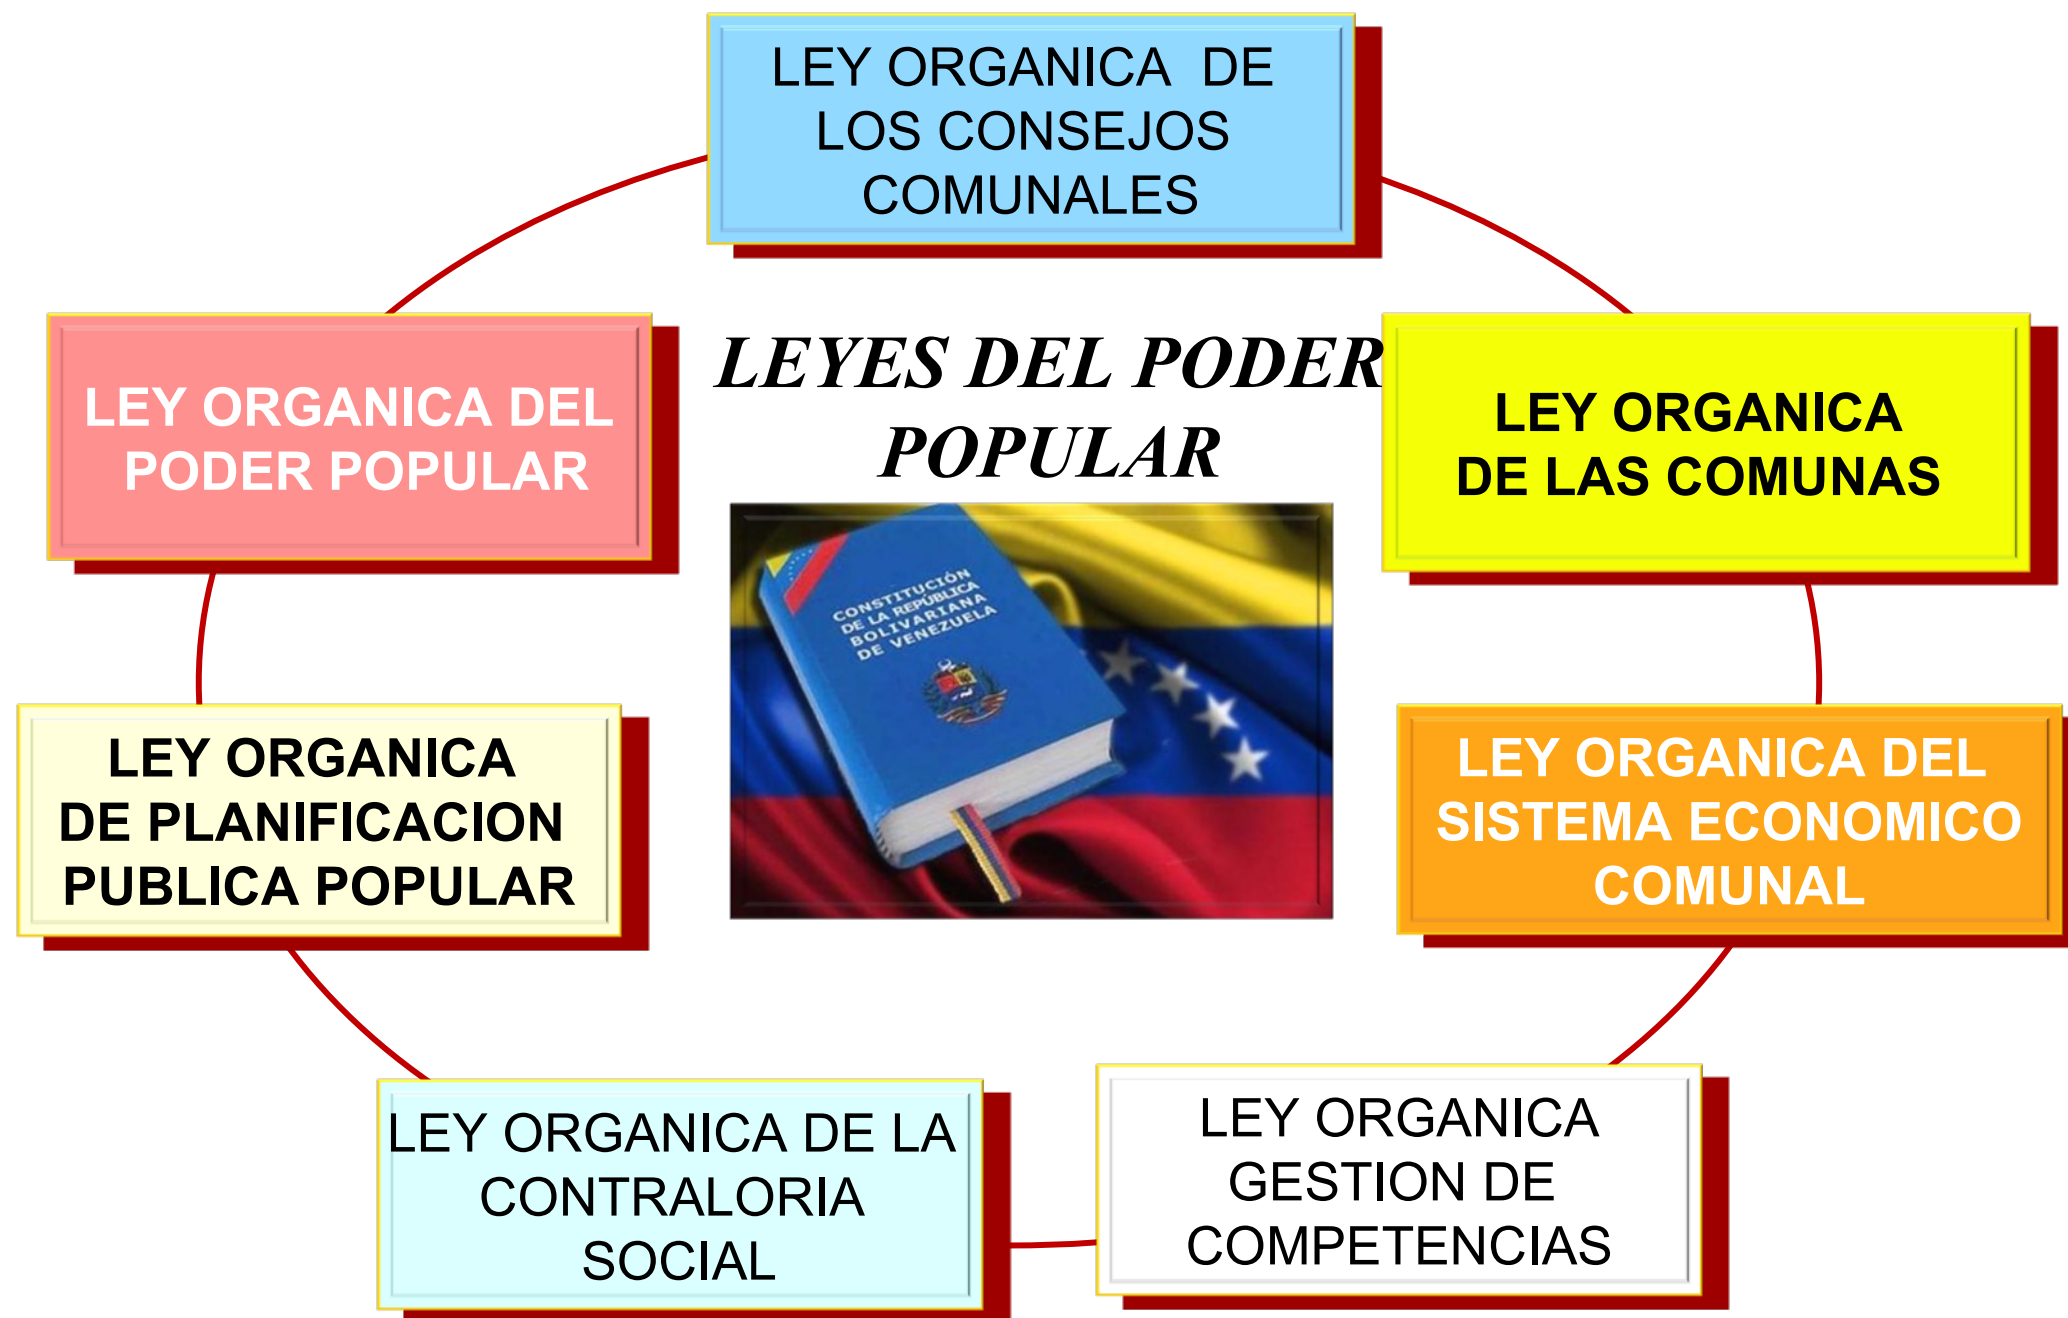 LEY ORGANICA DE
LOS CONSEJOS
COMUNALES
LEYES DEL PODER
POPULAR
LEY ORGANICA DEL
PODER POPULAR
LEY ORGANICA
DE LAS COMUNAS
CONSTITUCIÓN
DE LA REPÚBLICA
BOLIVARIANA
DE VENEZUELA
LEY ORGANICA
DE PLANIFICACION
PUBLICA POPULAR
LEY ORGANICA DEL
SISTEMA ECONOMICO
COMUNAL
LEY ORGANICA DE LA
CONTRALORIA
SOCIAL
LEY ORGANICA
GESTION DE
COMPETENCIAS